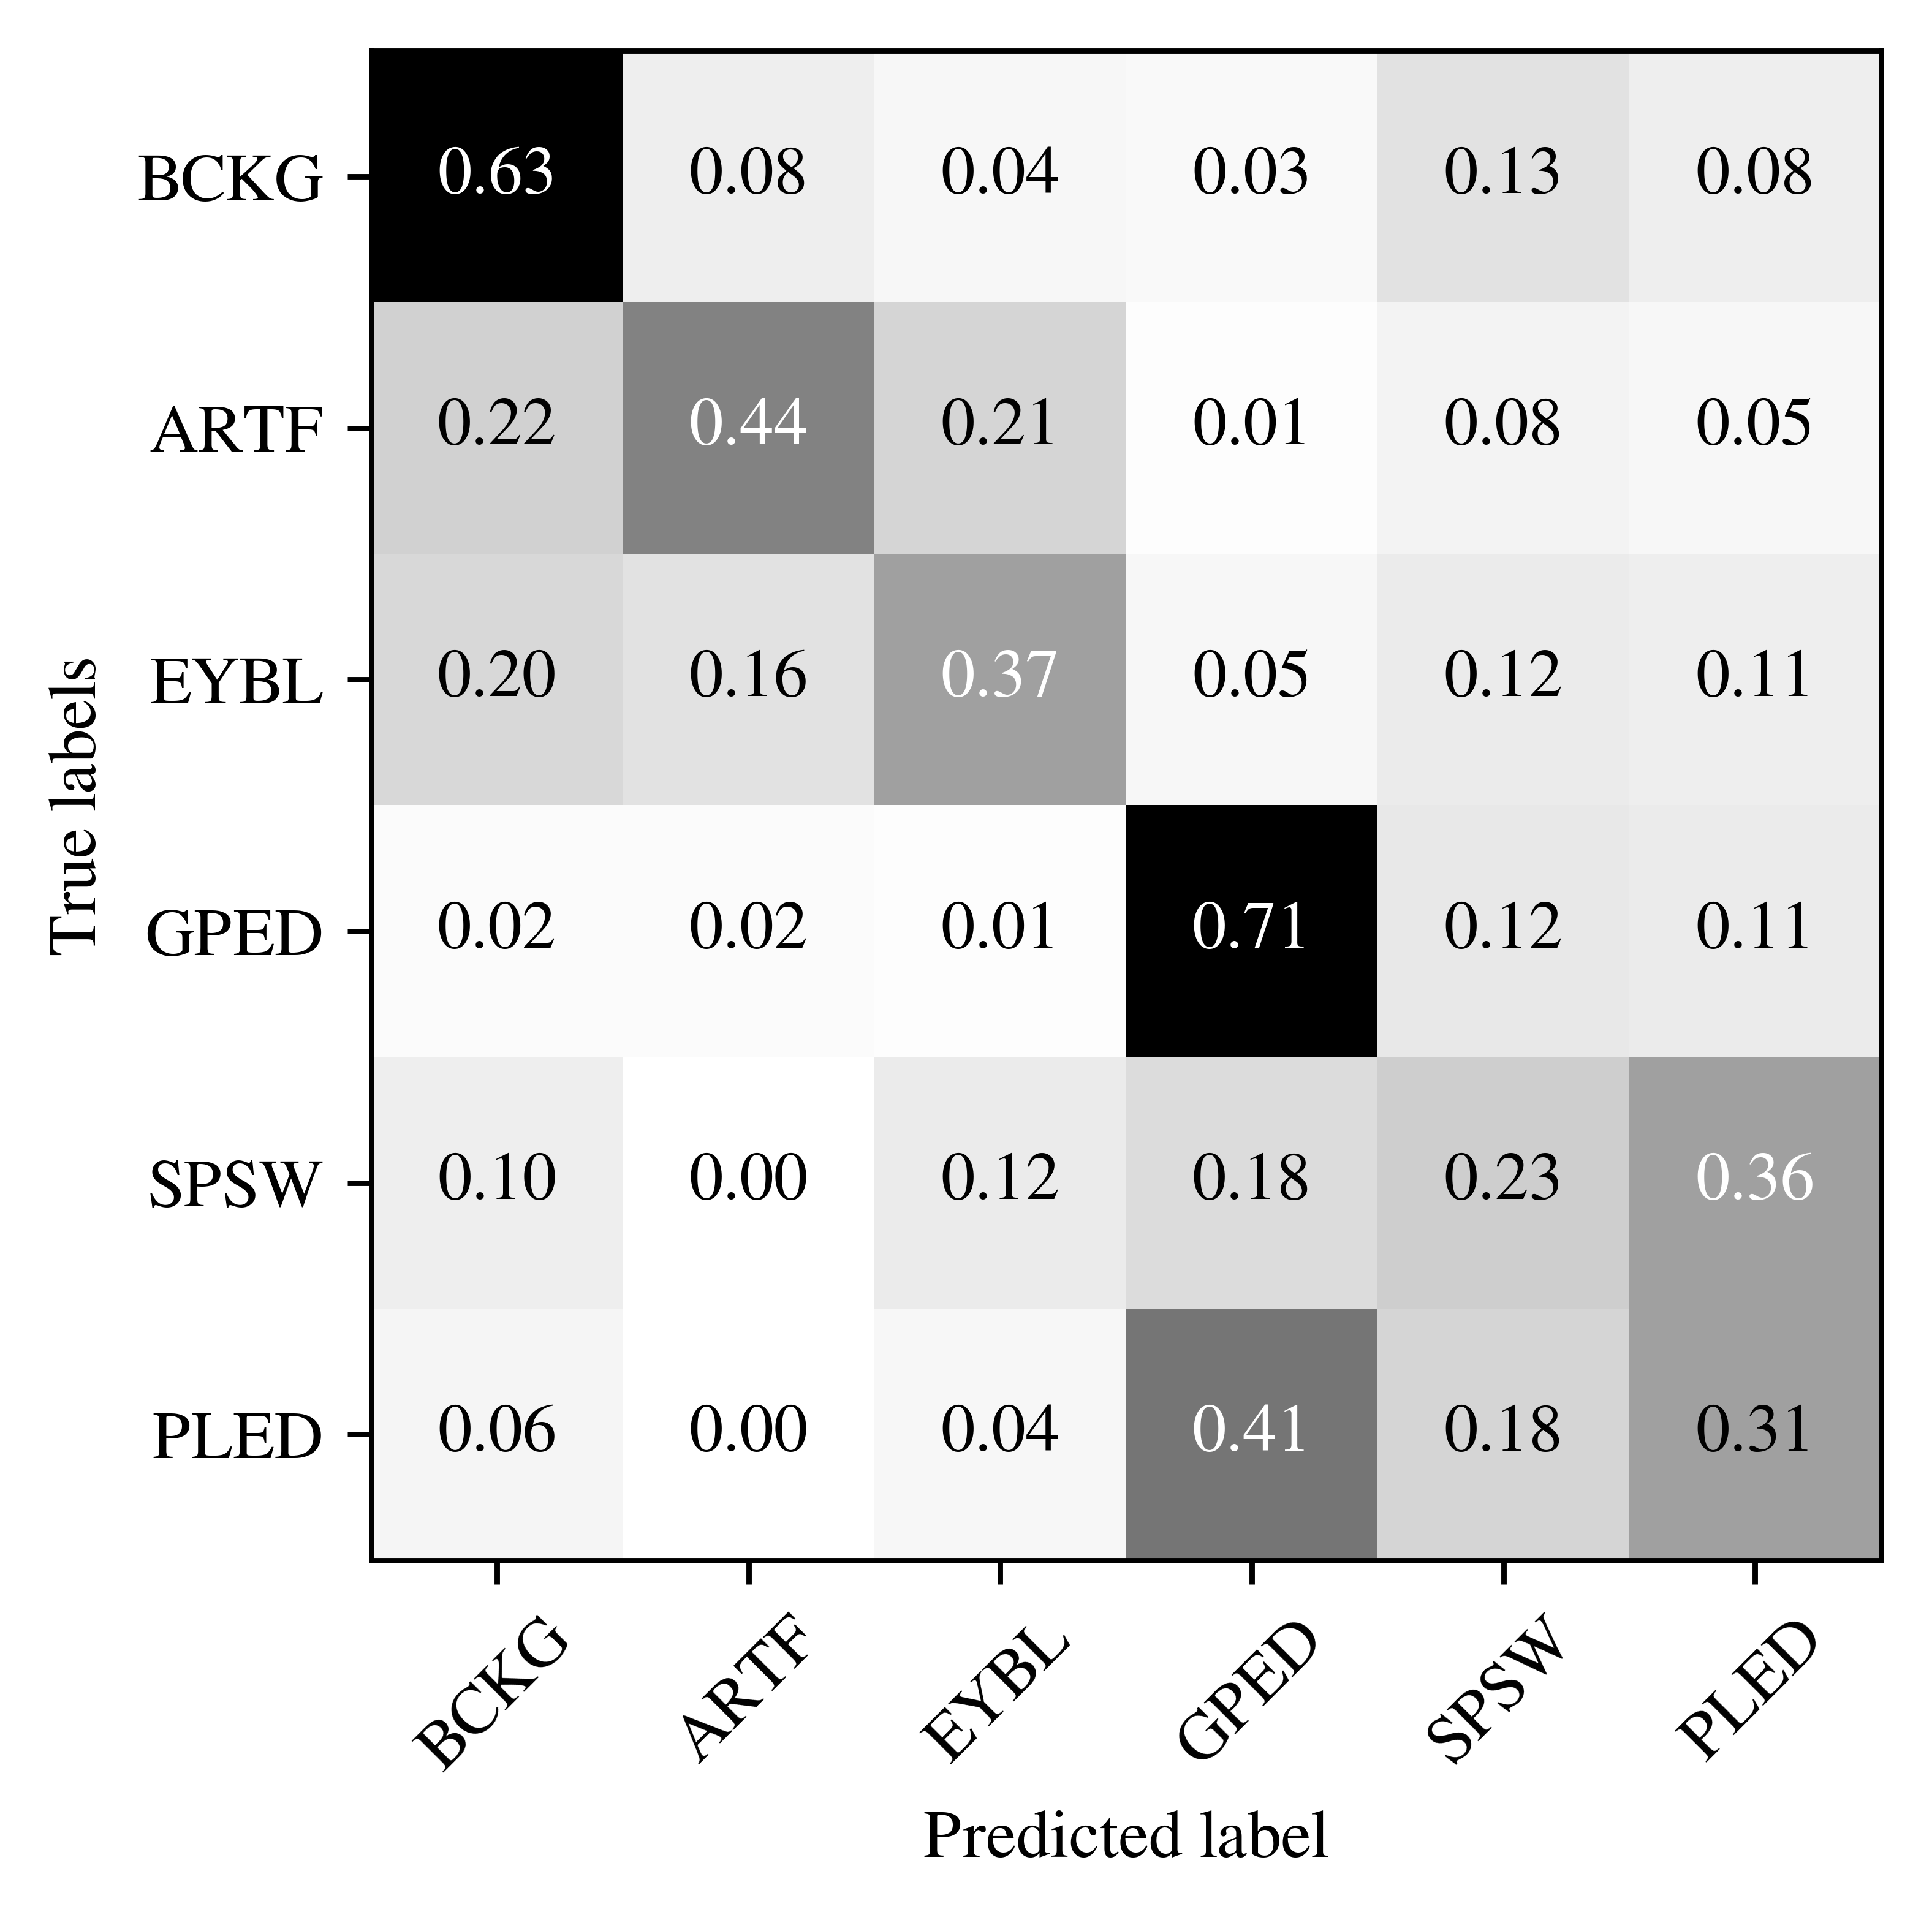 BCKG 0.63 0.08 0.04 0.03 0.13 0.08
ARTF 0.22 0.44 0.21 0.01 0.08 0.05
EYBL 0.20 0.16 0.37 0.05 0.12 0.11
GPED 0.02 0.02 0.01 0.71 0.12 0.11
SPSW 0.10 0.00 0.12 0.18 0.23 0.36
PLED 0.06 0.00 0.04 0.41 0.18 0.31
True labels
BCKG ARTF EYBL GPED SPSW PLED
Predicted label